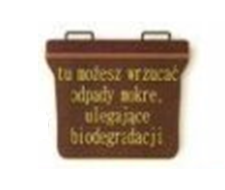 tu możesz wrzucać
odpady mokre,
ulegające
biodegradacji